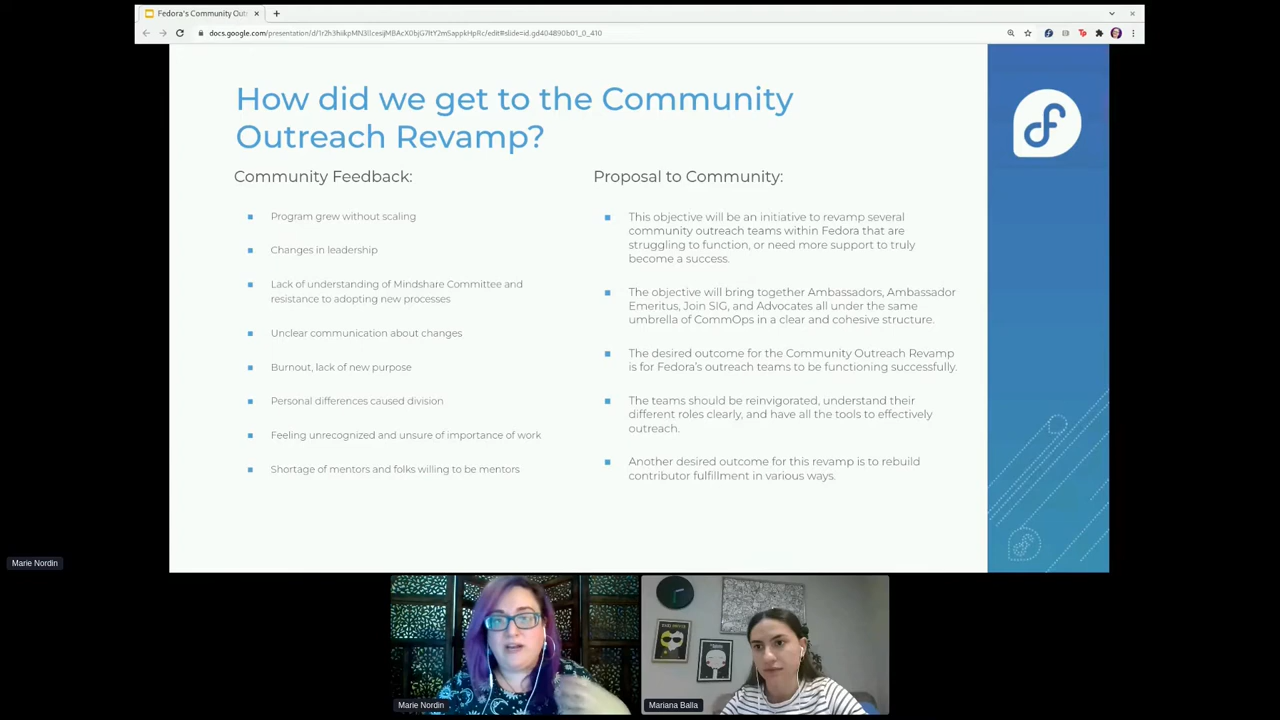 Fedora's Community Out
docs.google.com/presentation/d/
How did we get to the Community
Outreach Revamp?
Community Feedback:
Program grew without scaling
Changes in leadership
Lack of understanding of Mindshare Committee and
resistance to adopting new processes
Unclear communication about changes
Burnout, lack of new purpose
Personal differences caused division
Feeling unrecognized and unsure of importance of work
Shortage of mentors and folks willing to be mentors
Proposal to Community:
This objective will be an initiative to revamp several
community outreach teams within Fedora that are
struggling to function, or need more support to truly
become a success.
The objective will bring together Ambassadors, Ambassador
Emeritus, Join SIG, and Advocates all under the same
umbrella of CommOps in a clear and cohesive structure.
The desired outcome for the Community Outreach Revamp
is for Fedora's outreach teams to be functioning successfully.
The teams should be reinvigorated, understand their
different roles clearly, and have all the tools to effectively
outreach.
Another desired outcome for this revamp is to rebuild
contributor fulfillment in various ways.
Marie Nordin
Marie Nordin
Mariana Balla